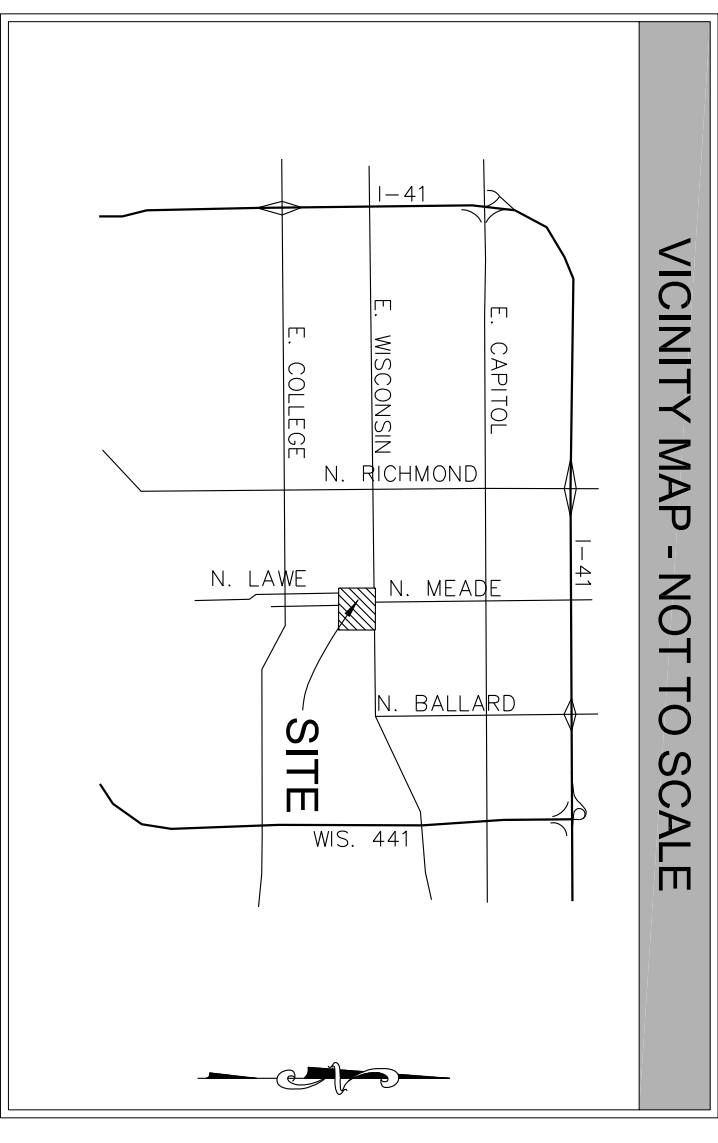 VICINITY MAP - NOT TO SCALE
I-41
I-41
E. CAPITOL
E. WISCONSIN
E. COLLEGE
N. RICHMOND
N. MEADE
N. LAWE
N. BALLARD
SITE
WIS. 441
N